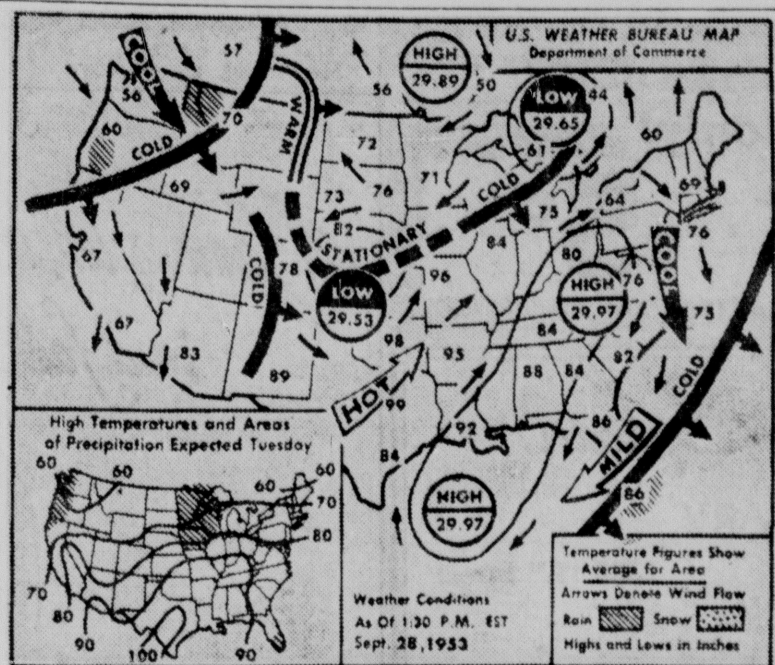 U.S. WEATHER BUREAU MAP
Department of Commerce
COOL
57
56
60
70
COLD
WARM
HIGH
29.89
56
50
LOW
29.65
44
61
60
69
72
71
COLD
69
73
76
82
STATIONARY
75
64
76
67
COLD
78
LOW
29.53
96
84
80
HIGH
29.97
76
COOL
73
67
83
89
98
95
84
88
84
82
COLD
HOT
99
92
86
MILD
84
HIGH
29.97
86
High Temperatures and Areas
of Precipitation Expected Tuesday
60
60
60
60
70
80
70
80
90
100
90
Weather Conditions
As Of 1:30 P.M. EST
Sept. 28, 1953
Temperature Figures Show
Average for Area
Arrows Denote Wind Flow
Rain Snow
Highs and Lows in Inches